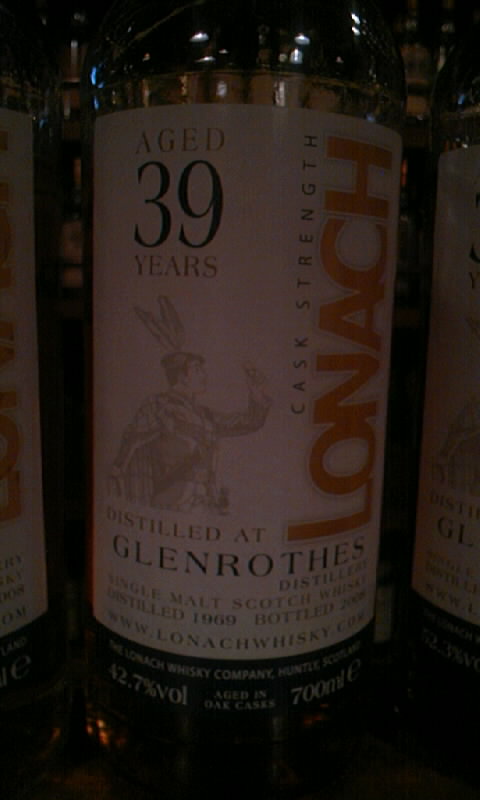 AGED
39
YEARS
CASK STRENGTH
LONACH
DISTILLED AT
GLENROTHES
DISTILLERY
SINGLE MALT SCOTCH WHISKY
DISTILLED 1969 BOTTLED 2008
WWW.LONACHWHISKY.COM
THE LONACH WHISKY COMPANY, HUNTLY, SCOTLAND
42.7%vol
AGED IN
OAK CASKS
700ml e